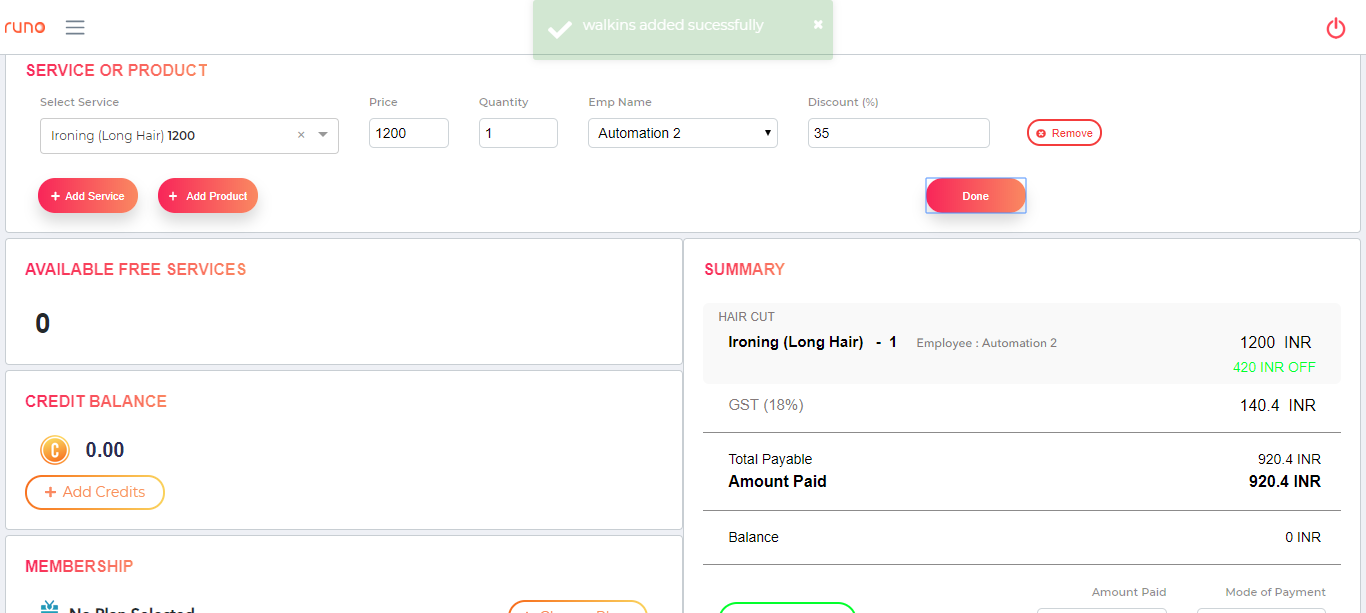 runo
walkins added sucessfully ×
SERVICE OR PRODUCT
Select Service Price Quantity Emp Name Discount (%)
Ironing (Long Hair) 1200 × 1200 1 Automation 2 35 Remove
+ Add Service + Add Product Done
AVAILABLE FREE SERVICES
0
CREDIT BALANCE
C 0.00
+ Add Credits
MEMBERSHIP
No Plan Selected
SUMMARY
HAIR CUT
Ironing (Long Hair) - 1 Employee : Automation 2 1200 INR
420 INR OFF
GST (18%) 140.4 INR
Total Payable 920.4 INR
Amount Paid 920.4 INR
Balance 0 INR
Amount Paid Mode of Payment